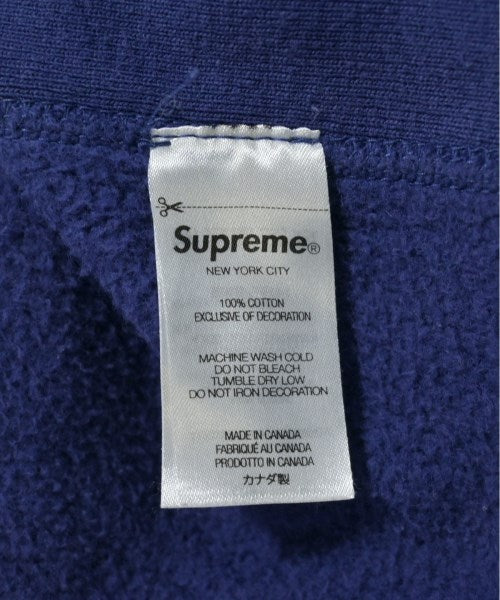 Supreme®
NEW YORK CITY
100% COTTON
EXCLUSIVE OF DECORATION
MACHINE WASH COLD
DO NOT BLEACH
TUMBLE DRY LOW
DO NOT IRON DECORATION
MADE IN CANADA
FABRIQUÉ AU CANADA
PRODOTTO IN CANADA
カナダ製